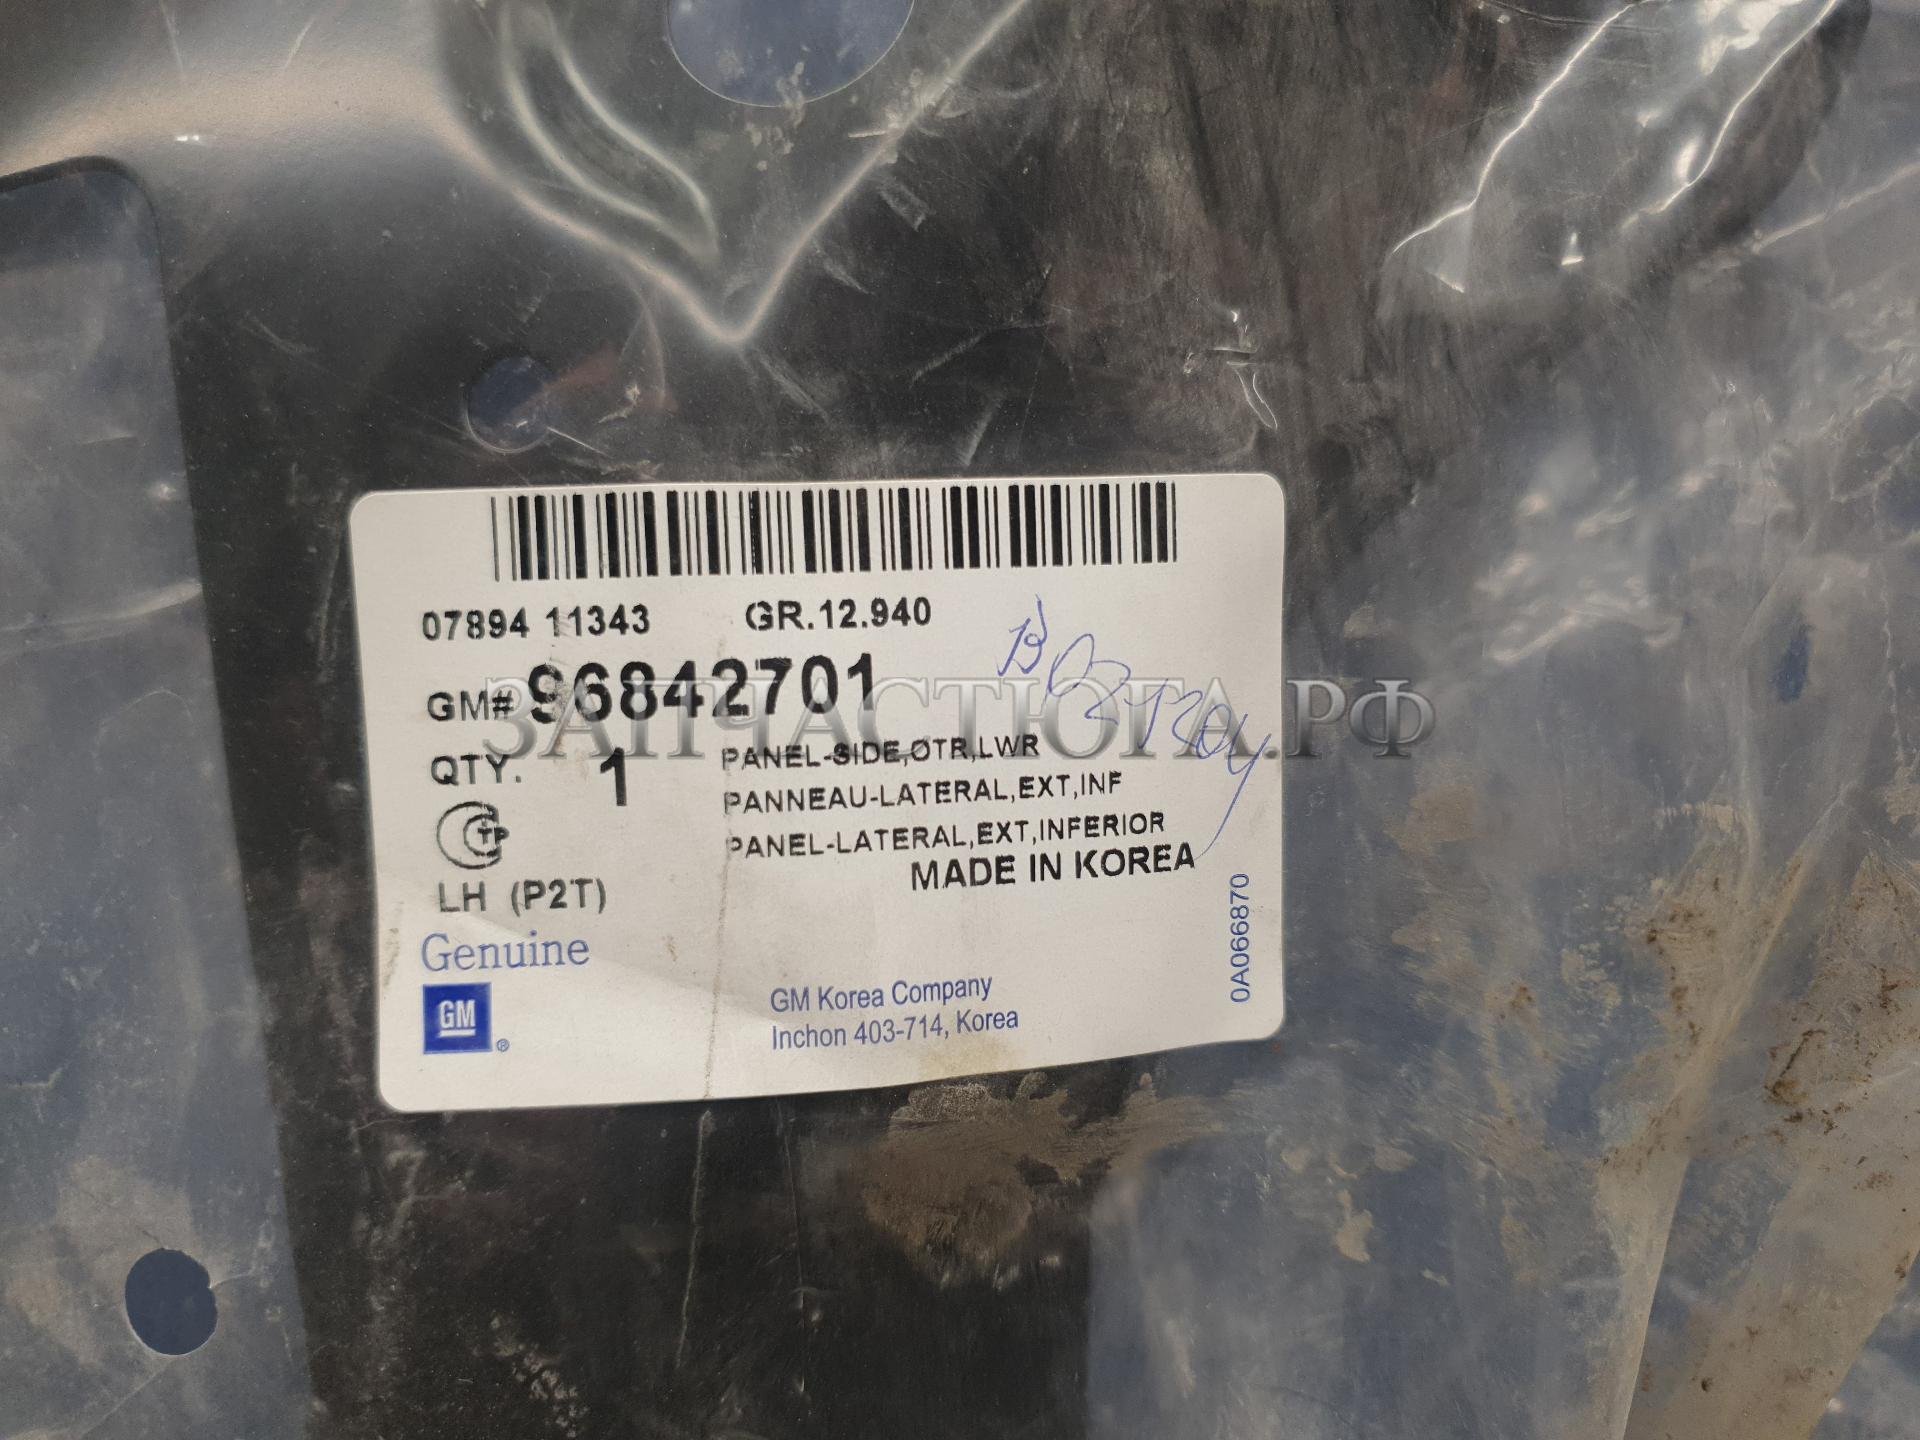 07894 11343 GR.12.940
GM# 96842701
ЗАПЧАСТЮГА.РФ
QTY. 1 PANEL-SIDE,OTR,LWR
PANNEAU-LATERAL,EXT,INF
PANEL-LATERAL,EXT,INFERIOR
MADE IN KOREA
LH (P2T)
Genuine
GM ®
GM Korea Company
Inchon 403-714, Korea
0A066870